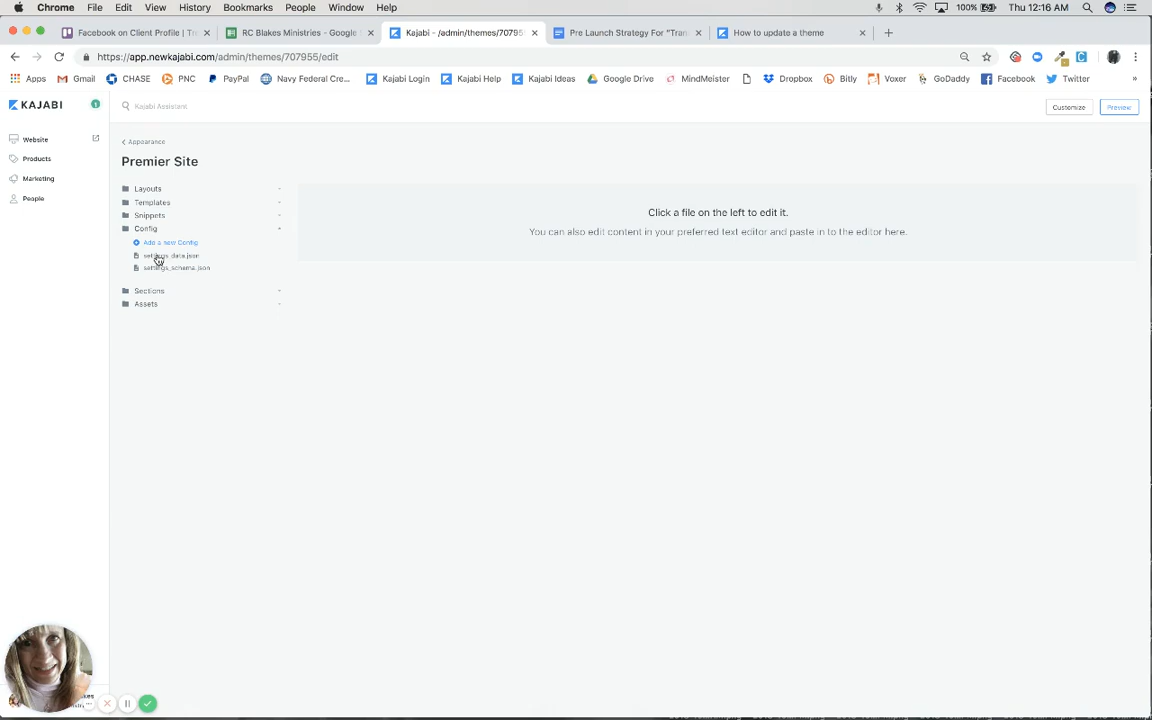 Chrome File Edit View History Bookmarks People Window Help 100% Thu 12:16 AM
Facebook on Client Profile | Tr RC Blakes Ministries - Google Kajabi - /admin/themes/70795 Pre Launch Strategy For "Tran How to update a theme
https://app.newkajabi.com/admin/themes/707955/edit
Apps Gmail CHASE PNC PayPal Navy Federal Cre... Kajabi Login Kajabi Help Kajabi Ideas Google Drive MindMeister Dropbox Bitly Voxer GoDaddy Facebook Twitter »
KAJABI 1 Kajabi Assistant Customize Preview
Website
Products
Marketing
People
Appearance
Premier Site
Layouts
Templates
Snippets
Config
Add a new Config
settings_data.json
settings_schema.json
Sections
Assets
Click a file on the left to edit it.
You can also edit content in your preferred text editor and paste in to the editor here.